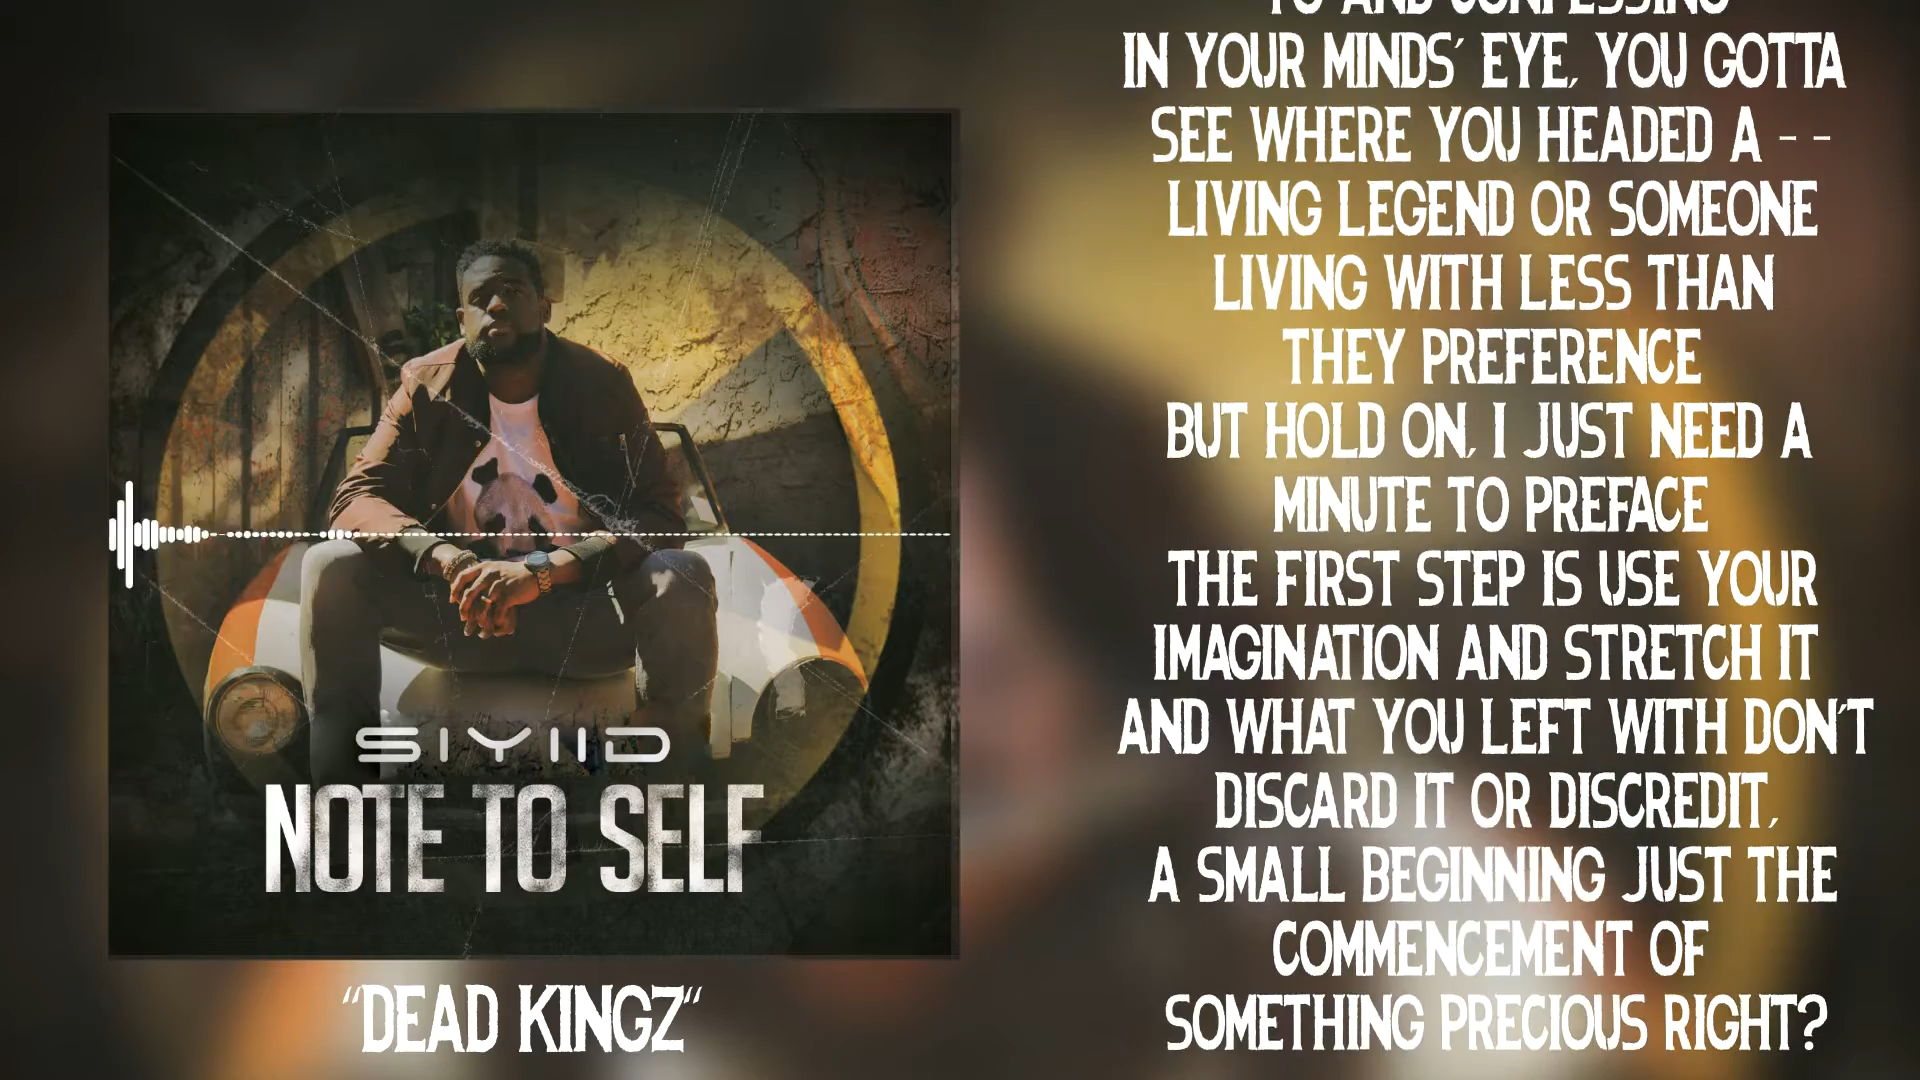 SIYIID
NOTE TO SELF
"DEAD KINGZ"
TO AND CONFESSING
IN YOUR MINDS' EYE, YOU GOTTA
SEE WHERE YOU HEADED A - -
LIVING LEGEND OR SOMEONE
LIVING WITH LESS THAN
THEY PREFERENCE
BUT HOLD ON, I JUST NEED A
MINUTE TO PREFACE
THE FIRST STEP IS USE YOUR
IMAGINATION AND STRETCH IT
AND WHAT YOU LEFT WITH DON'T
DISCARD IT OR DISCREDIT,
A SMALL BEGINNING JUST THE
COMMENCEMENT OF
SOMETHING PRECIOUS RIGHT?